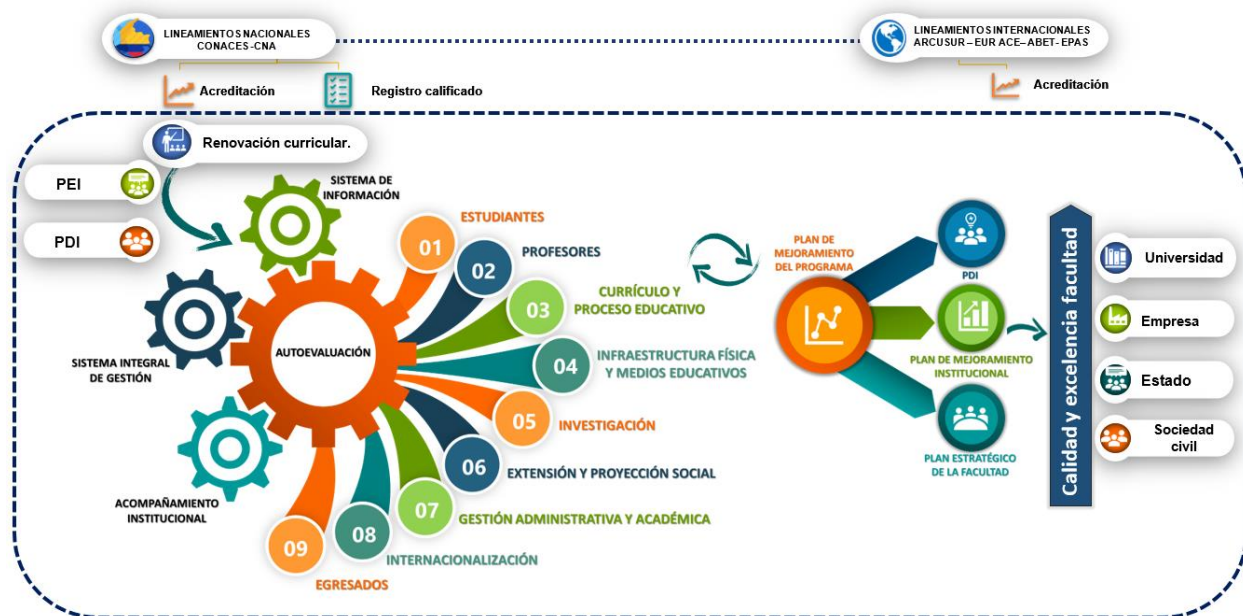 LINEAMIENTOS NACIONALES
CONACES -CNA
LINEAMIENTOS INTERNACIONALES
ARCUSUR – EUR ACE– ABET- EPAS
Acreditación
Registro calificado
Acreditación
Renovación curricular.
PEI
PDI
SISTEMA DE
INFORMACIÓN
SISTEMA INTEGRAL
DE GESTIÓN
ACOMPAÑAMIENTO
INSTITUCIONAL
AUTOEVALUACIÓN
01
ESTUDIANTES
02
PROFESORES
03
CURRÍCULO Y
PROCESO EDUCATIVO
04
INFRAESTRUCTURA FÍSICA
Y MEDIOS EDUCATIVOS
05
INVESTIGACIÓN
06
EXTENSIÓN Y PROYECCIÓN SOCIAL
07
GESTIÓN ADMINISTRATIVA Y ACADÉMICA
08
INTERNACIONALIZACIÓN
09
EGRESADOS
PLAN DE
MEJORAMIENTO
DEL PROGRAMA
PDI
PLAN DE MEJORAMIENTO
INSTITUCIONAL
PLAN ESTRATÉGICO
DE LA FACULTAD
Calidad y excelencia facultad
Universidad
Empresa
Estado
Sociedad
civil